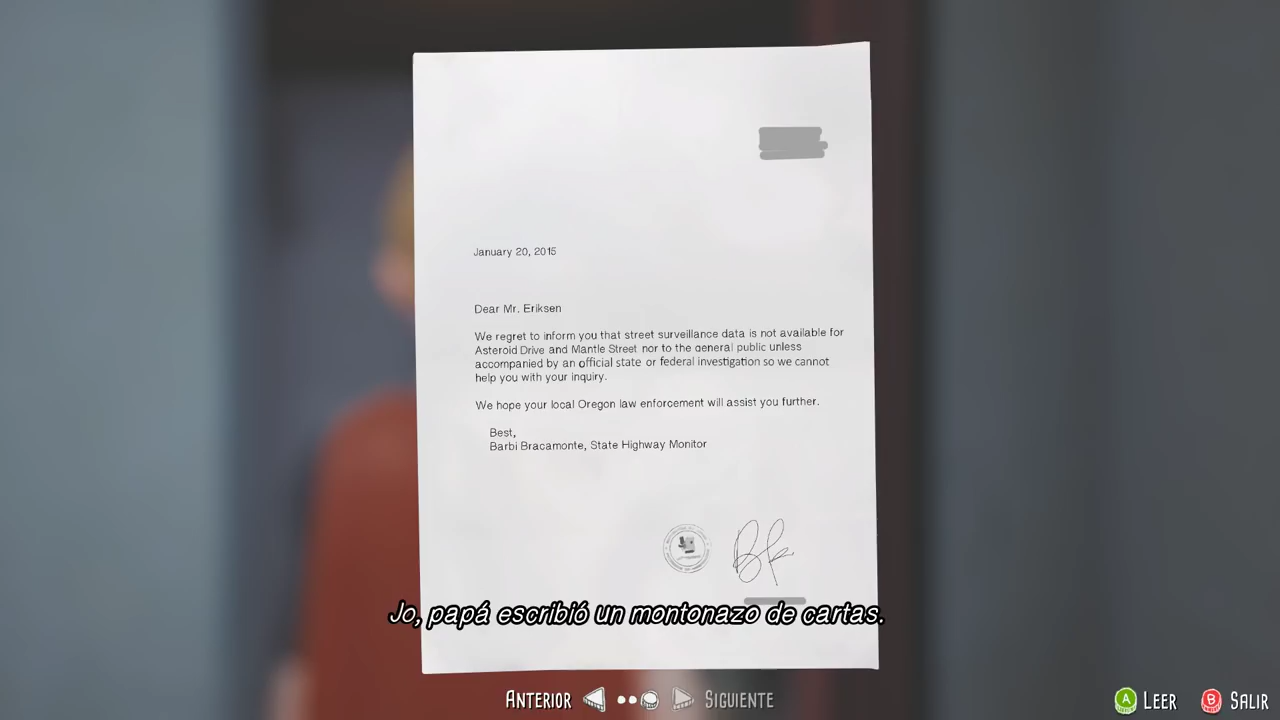 January 20, 2015
Dear Mr. Eriksen
We regret to inform you that street surveillance data is not available for
Asteroid Drive and Mantle Street nor to the general public unless
accompanied by an official state or federal investigation so we cannot
help you with your inquiry.
We hope your local Oregon law enforcement will assist you further.
Best,
Barbi Bracamonte, State Highway Monitor
Jo, papá escribió un montonazo de cartas.
ANTERIOR
SIGUIENTE
A LEER
B SALIR